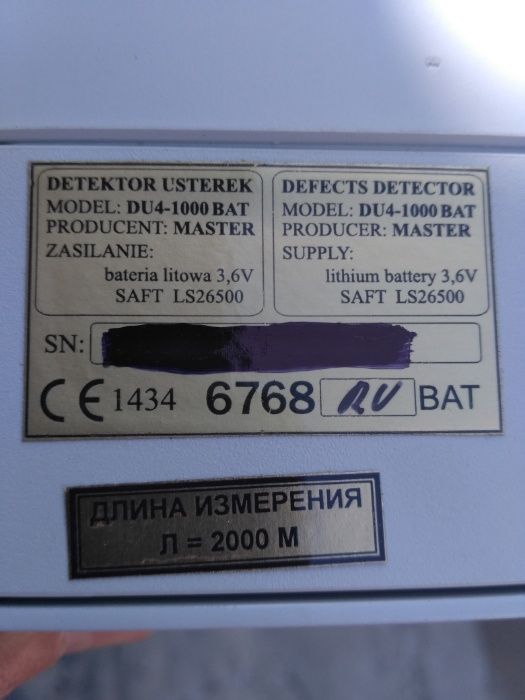 DETEKTOR USTEREK
MODEL: DU4-1000 BAT
PRODUCENT: MASTER
ZASILANIE:
bateria litowa 3,6V
SAFT LS26500
DEFECTS DETECTOR
MODEL: DU4-1000 BAT
PRODUCER: MASTER
SUPPLY:
lithium battery 3,6V
SAFT LS26500
SN:
CE 1434 6768 RU BAT
ДЛИНА ИЗМЕРЕНИЯ
Л = 2000 М